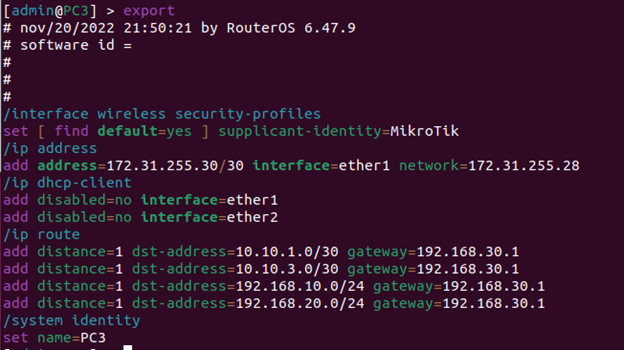 [admin@PC3] > export
# nov/20/2022 21:50:21 by RouterOS 6.47.9
# software id =
#
#
#
/interface wireless security-profiles
set [ find default=yes ] supplicant-identity=MikroTik
/ip address
add address=172.31.255.30/30 interface=ether1 network=172.31.255.28
/ip dhcp-client
add disabled=no interface=ether1
add disabled=no interface=ether2
/ip route
add distance=1 dst-address=10.10.1.0/30 gateway=192.168.30.1
add distance=1 dst-address=10.10.3.0/30 gateway=192.168.30.1
add distance=1 dst-address=192.168.10.0/24 gateway=192.168.30.1
add distance=1 dst-address=192.168.20.0/24 gateway=192.168.30.1
/system identity
set name=PC3